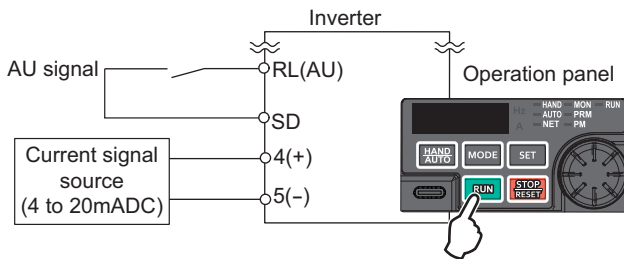 Inverter
AU signal
RL(AU)
Operation panel
SD
Hz
A
HAND MON RUN
AUTO PRM
NET PM
HAND
AUTO
MODE
SET
RUN
STOP
RESET
Current signal
source
(4 to 20mADC)
4(+)
5(−)